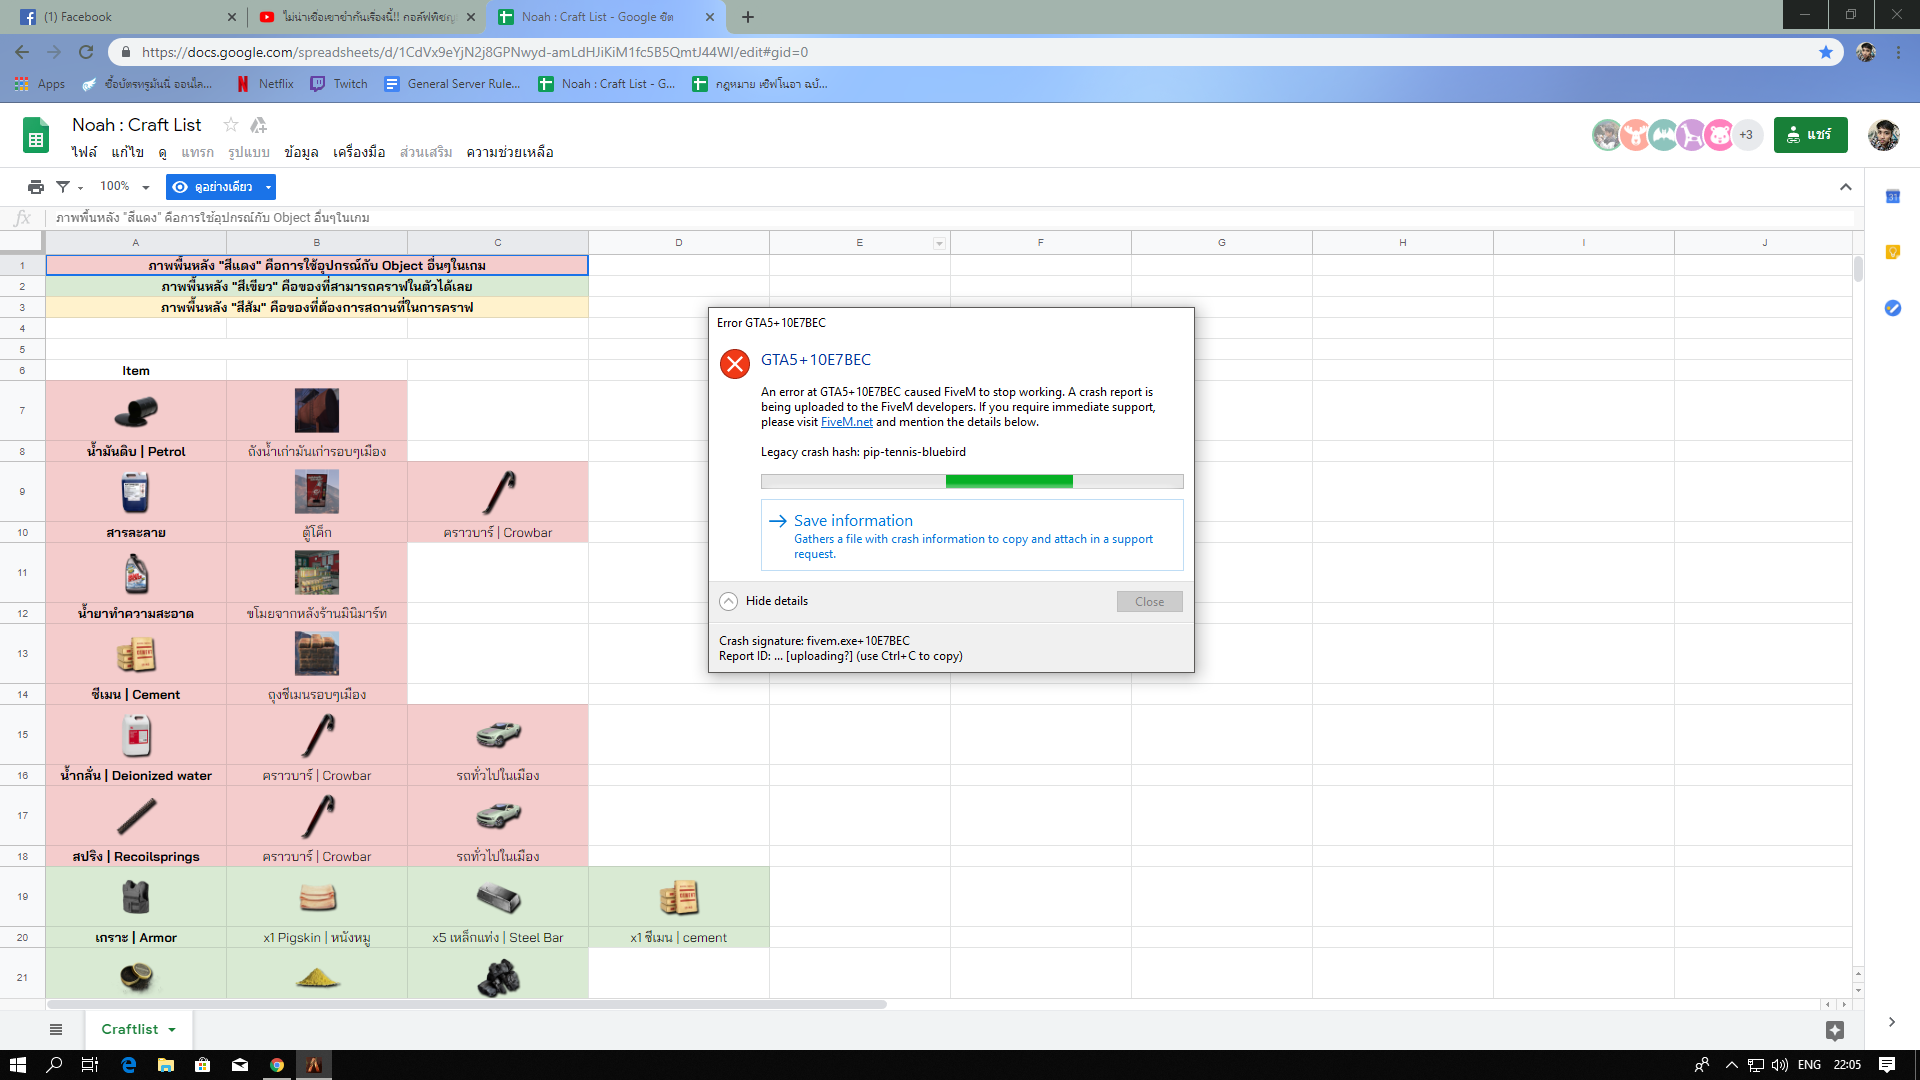 (1) Facebook
ไม่น่าเชื่อเขาขำกันเรื่องนี้!! กอล์ฟพิชญ
Noah : Craft List - Google ชีต
https://docs.google.com/spreadsheets/d/1CdVx9eYjN2j8GPNwyd-amLdHJiKiM1fc5B5QmtJ44WI/edit#gid=0
Apps
ซื้อบัตรทรูมันนี่ ออนไล...
Netflix
Twitch
General Server Rule...
Noah : Craft List - G...
กฎหมาย เซิฟโนอา ฉบั...
Noah : Craft List
+3
แชร์
ไฟล์ แก้ไข ดู แทรก รูปแบบ ข้อมูล เครื่องมือ ส่วนเสริม ความช่วยเหลือ
100%
ดูอย่างเดียว
31
fx ภาพพื้นหลัง "สีแดง" คือการใช้อุปกรณ์กับ Object อื่นๆในเกม
A B C D E F G H I J
1 ภาพพื้นหลัง "สีแดง" คือการใช้อุปกรณ์กับ Object อื่นๆในเกม
2 ภาพพื้นหลัง "สีเขียว" คือของที่สามารถคราฟในตัวได้เลย
3 ภาพพื้นหลัง "สีส้ม" คือของที่ต้องการสถานที่ในการคราฟ
4
5
6 Item
7
8 น้ำมันดิบ | Petrol ถังน้ำเก่ามันเก่ารอบๆเมือง
9
10 สารละลาย ตู้โค็ก คราวบาร์ | Crowbar
11
12 น้ำยาทำความสะอาด ขโมยจากหลังร้านมินิมาร์ท
13
14 ซีเมน | Cement ถุงซีเมนรอบๆเมือง
15
16 น้ำกลั่น | Deionized water คราวบาร์ | Crowbar รถทั่วไปในเมือง
17
18 สปริง | Recoilsprings คราวบาร์ | Crowbar รถทั่วไปในเมือง
19
20 เกราะ | Armor x1 Pigskin | หนังหมู x5 เหล็กแท่ง | Steel Bar x1 ซีเมน | cement
21
Error GTA5+10E7BEC
GTA5+10E7BEC
An error at GTA5+10E7BEC caused FiveM to stop working. A crash report is
being uploaded to the FiveM developers. If you require immediate support,
please visit FiveM.net and mention the details below.
Legacy crash hash: pip-tennis-bluebird
Save information
Gathers a file with crash information to copy and attach in a support
request.
Hide details
Close
Crash signature: fivem.exe+10E7BEC
Report ID: ... [uploading?] (use Ctrl+C to copy)
Craftlist
ENG
22:05